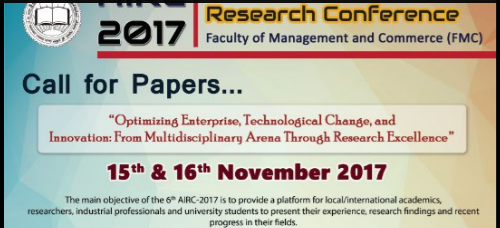 AIRC
Research Conference
2017
Faculty of Management and Commerce (FMC)
Call for Papers...
“Optimizing Enterprise, Technological Change, and
Innovation: From Multidisciplinary Arena Through Research Excellence”
15th & 16th November 2017
The main objective of the 6th AIRC-2017 is to provide a platform for local/international academics,
researchers, industrial professionals and university students to present their experience, research findings and recent
progress in their fields.